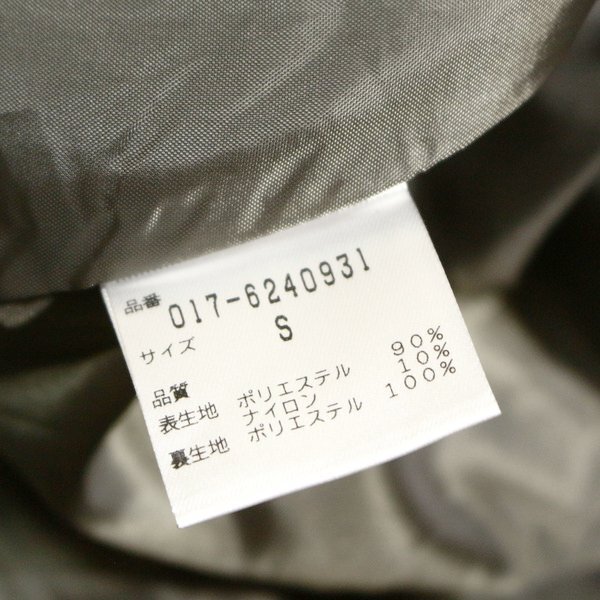 品番 017-6240931
サイズ S
品質
表生地 ポリエステル 90%
ナイロン 10%
裏生地 ポリエステル 100%